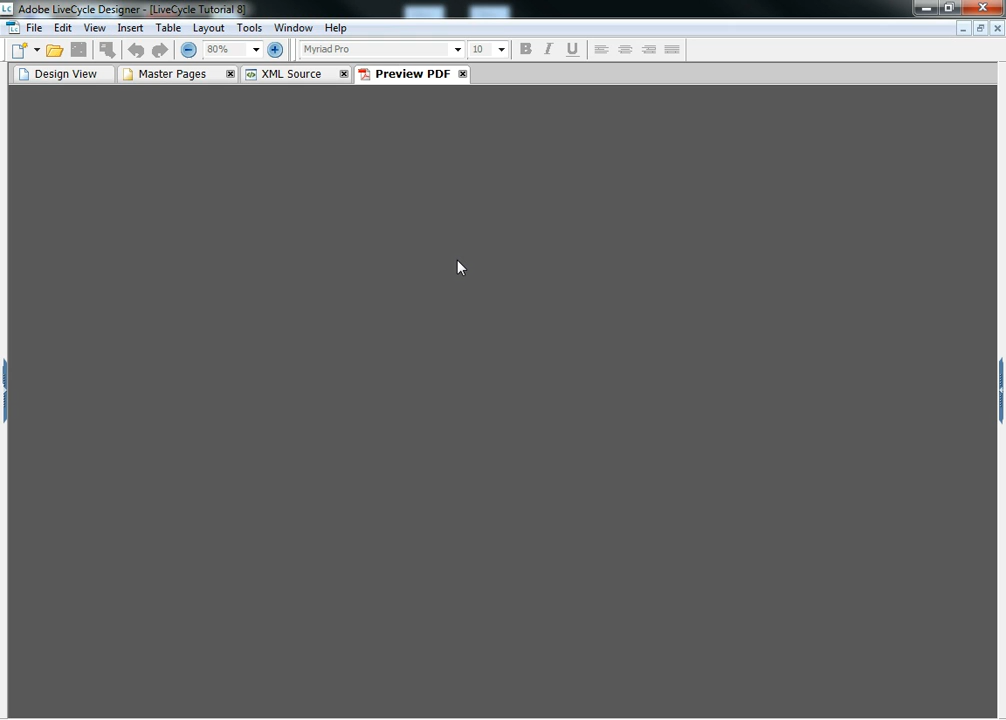 Lc Adobe LiveCycle Designer - [LiveCycle Tutorial 8]
File Edit View Insert Table Layout Tools Window Help
80% Myriad Pro 10 B I U
Design View Master Pages XML Source Preview PDF